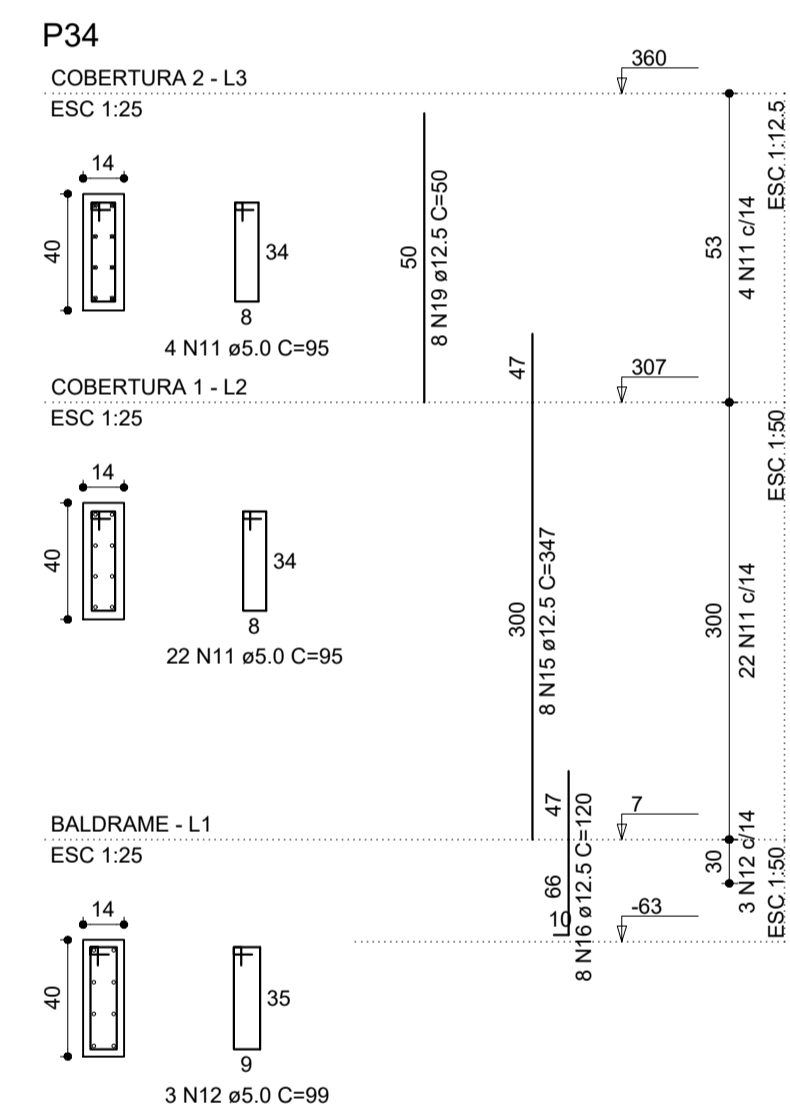 P34
COBERTURA 2 - L3
ESC 1:25
360
14
40
34
8
4 N11 ø5.0 C=95
50
8 N19 ø12.5 C=50
53
4 N11 c/14
ESC 1:12.5
COBERTURA 1 - L2
ESC 1:25
307
47
14
40
34
8
22 N11 ø5.0 C=95
300
8 N15 ø12.5 C=347
300
22 N11 c/14
ESC 1:50
BALDRAME - L1
ESC 1:25
7
47
66
10
8 N16 ø12.5 C=120
30
3 N12 c/14
ESC 1:50
-63
14
40
35
9
3 N12 ø5.0 C=99